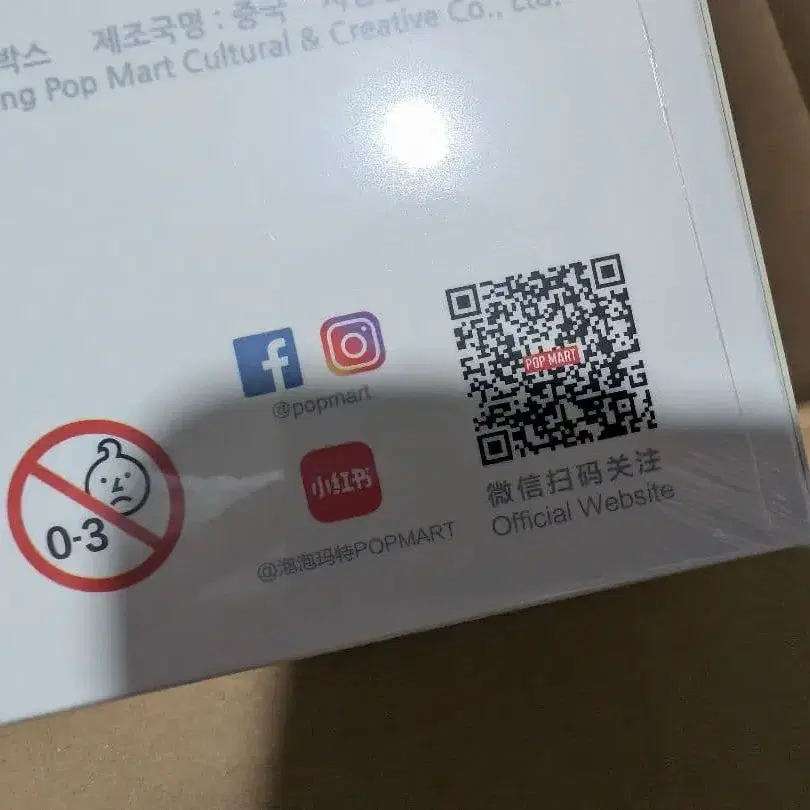 박스 제조국명 : 중국
ng Pop Mart Cultural & Creative Co., Ltd.
POP MART
@popmart
小红书
0-3
微信扫码关注
Official Website
@泡泡玛特POPMART